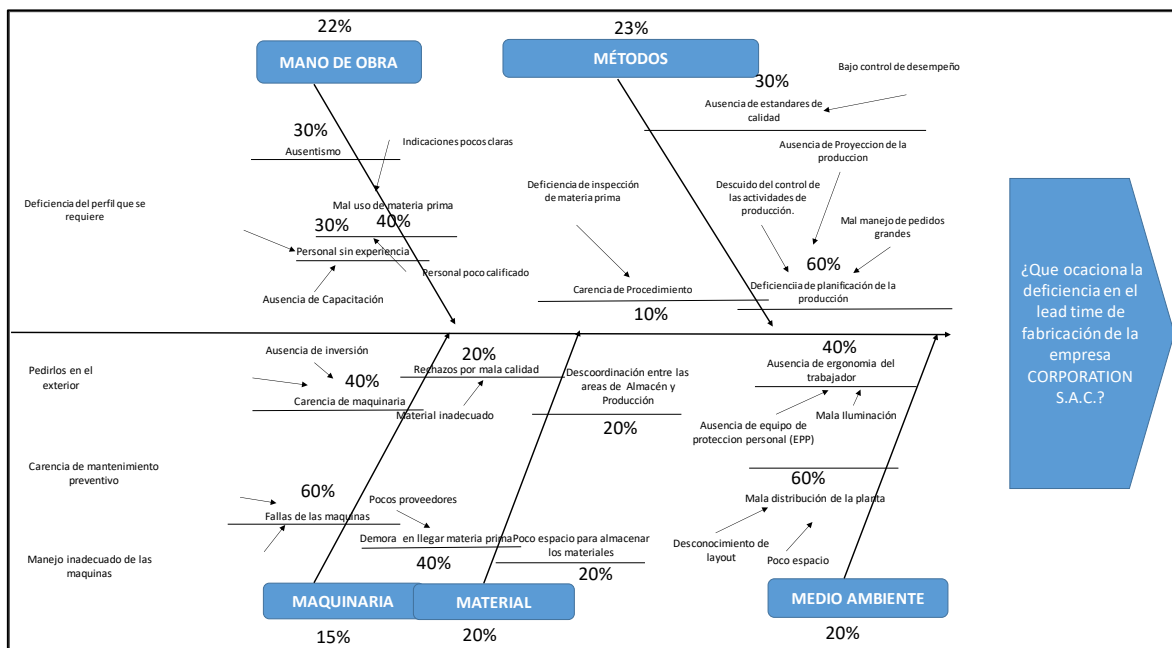 22%
MANO DE OBRA
23%
MÉTODOS
Bajo control de desempeño
30%
Ausencia de estandares de
calidad
30%
Ausentismo
Indicaciones pocos claras
Ausencia de Proyeccion de la
produccion
Deficiencia de inspección
de materia prima
Descuido del control de
las actividades de
producción.
Deficiencia del perfil que se
requiere
Mal uso de materia prima
40%
Mal manejo de pedidos
grandes
30%
Personal sin experiencia
Personal poco calificado
Ausencia de Capacitación
60%
Deficienciia de planificación de la
producción
Carencia de Procedimiento
10%
¿Que ocaciona la
deficiencia en el
lead time de
fabricación de la
empresa
CORPORATION
S.A.C.?
Ausencia de inversión
Pedirlos en el
exterior
40%
Carencia de maquinaria
20%
Rechazos por mala calidad
Material inadecuado
Descoordinación entre las
areas de Almacén y
Producción
20%
40%
Ausencia de ergonomia del
trabajador
Mala Iluminación
Ausencia de equipo de
proteccion personal (EPP)
Carencia de mantenimiento
preventivo
60%
Fallas de las maquinas
Manejo inadecuado de las
maquinas
Pocos proveedores
Demora en llegar materia prima
40%
Poco espacio para almacenar
los materiales
20%
60%
Mala distribución de la planta
Desconocimiento de
layout
Poco espacio
MAQUINARIA
15%
MATERIAL
20%
MEDIO AMBIENTE
20%